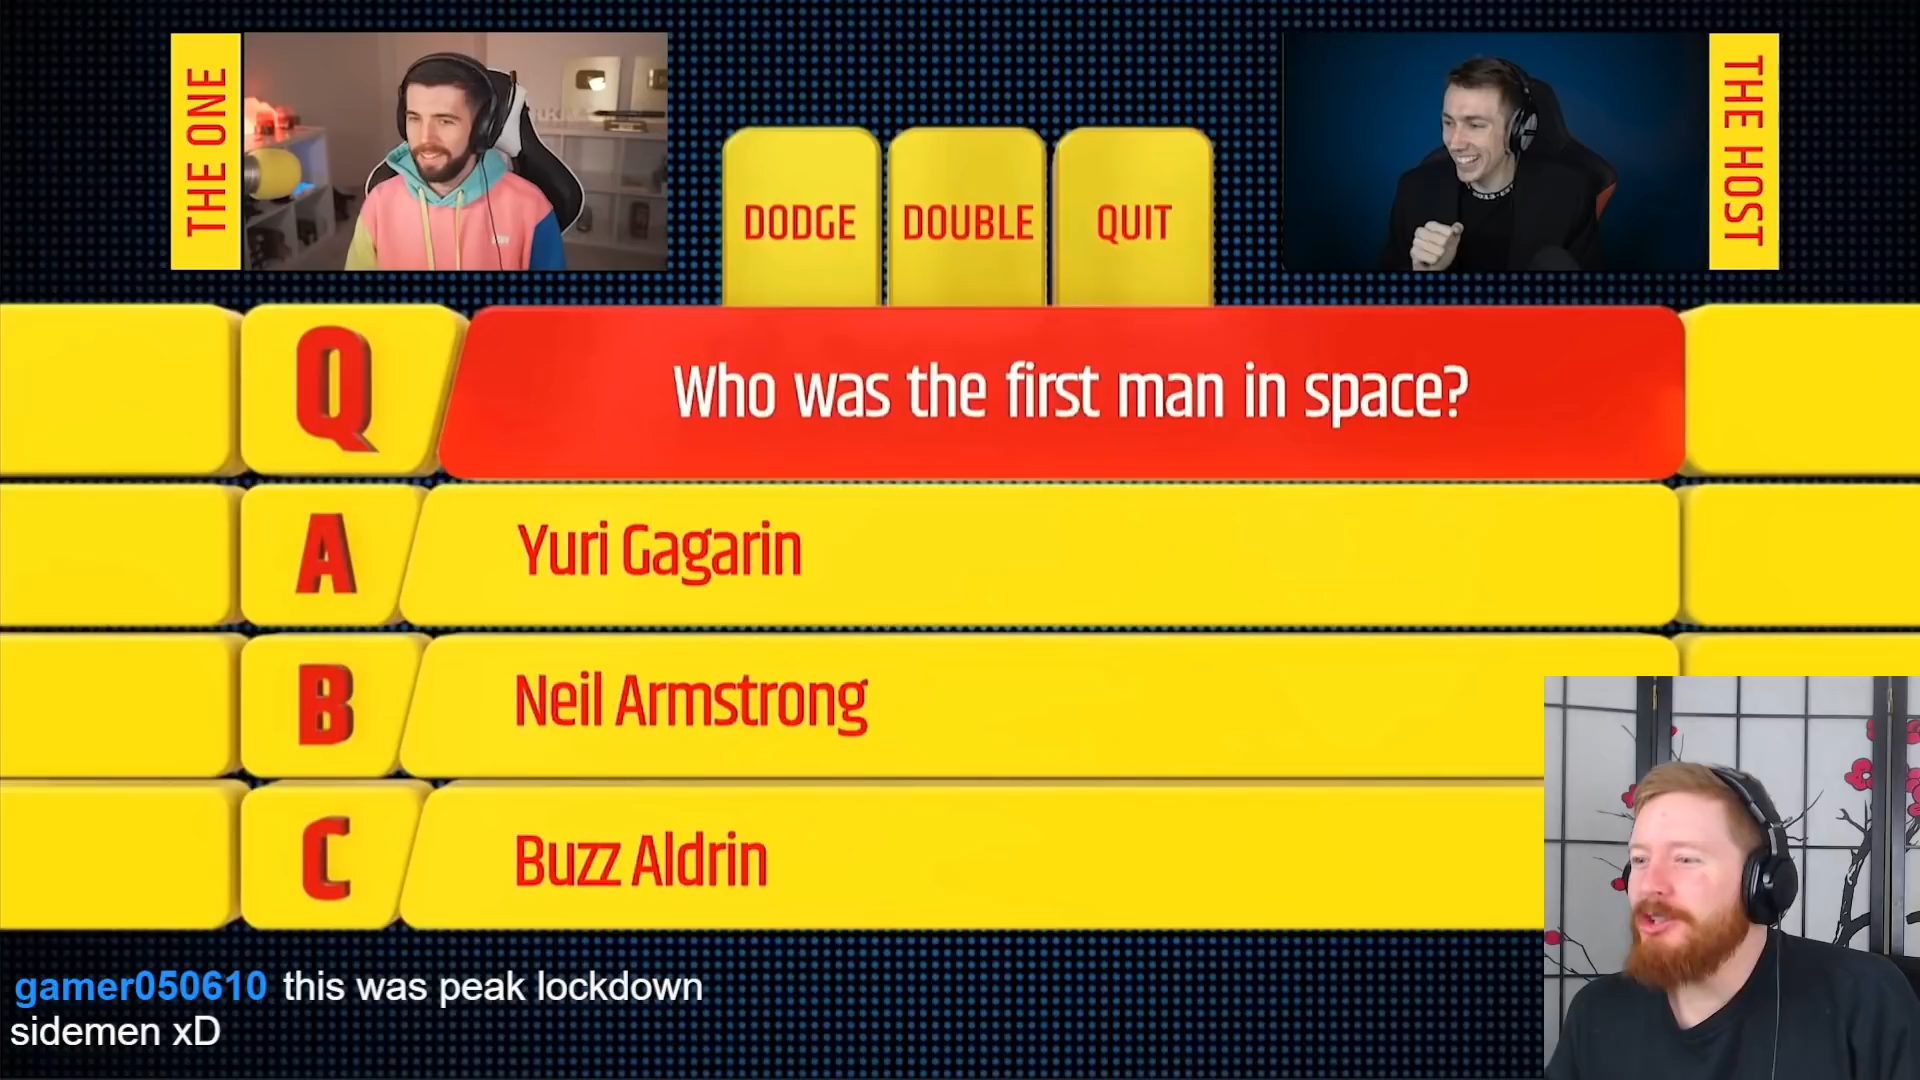 THE ONE
THE HOST
DODGE
DOUBLE
QUIT
Q
Who was the first man in space?
A
Yuri Gagarin
B
Neil Armstrong
C
Buzz Aldrin
gamer050610 this was peak lockdown
sidemen xD